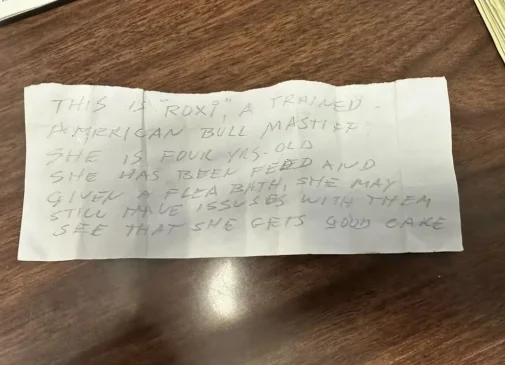 THIS IS "ROXI", A TRAINED
AMRRICAN BULL MASTIFF
SHE IS FOUR YRS. OLD
SHE HAS BEEN FEED AND
GIVEN A FLEA BATH, SHE MAY
STILL HAVE ISSUSES WITH THEM
SEE THAT SHE GETS GOOD CARE